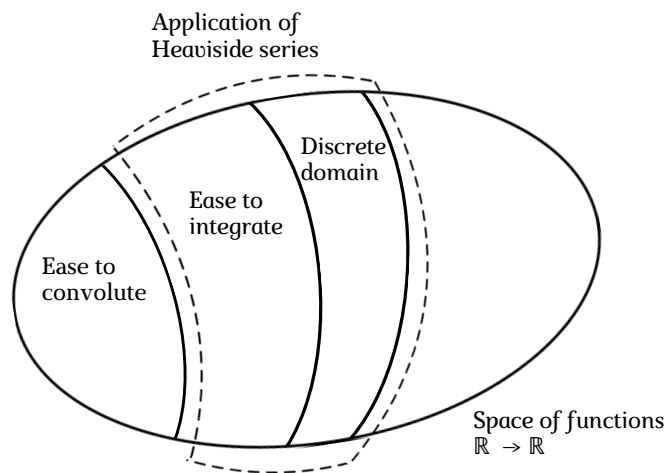 Application of
Heaviside series
Discrete
domain
Ease to
integrate
Ease to
convolute
Space of functions
ℝ → ℝ